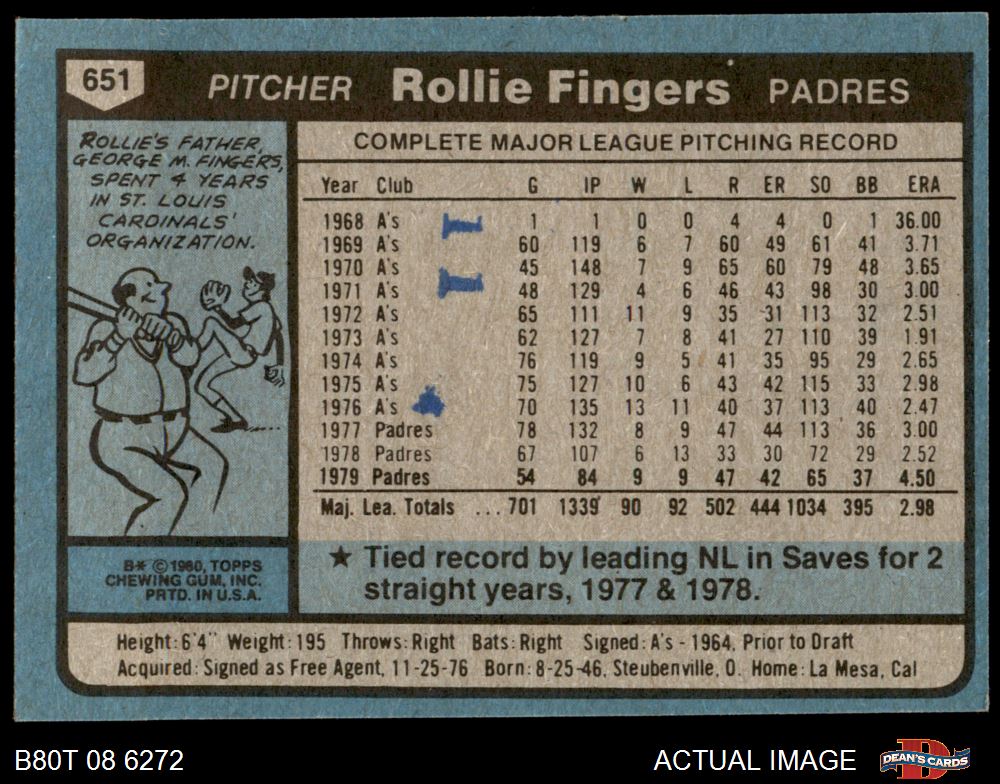 651 PITCHER Rollie Fingers PADRES
ROLLIE'S FATHER,
GEORGE M. FINGERS,
SPENT 4 YEARS
IN ST. LOUIS
CARDINALS'
ORGANIZATION.
COMPLETE MAJOR LEAGUE PITCHING RECORD
Year Club G IP W L R ER SO BB ERA
1968 A's 1 1 0 0 4 4 0 1 36.00
1969 A's 60 119 6 7 60 49 61 41 3.71
1970 A's 45 148 7 9 65 60 79 48 3.65
1971 A's 48 129 4 6 46 43 98 30 3.00
1972 A's 65 111 11 9 35 31 113 32 2.51
1973 A's 62 127 7 8 41 27 110 39 1.91
1974 A's 76 119 9 5 41 35 95 29 2.65
1975 A's 75 127 10 6 43 42 115 33 2.98
1976 A's 70 135 13 11 40 37 113 40 2.47
1977 Padres 78 132 8 9 47 44 113 36 3.00
1978 Padres 67 107 6 13 33 30 72 29 2.52
1979 Padres 54 84 9 9 47 42 65 37 4.50
Maj. Lea. Totals ...701 1339 90 92 502 444 1034 395 2.98
B* © 1980, TOPPS
CHEWING GUM, INC.
PRTD. IN U.S.A.
★ Tied record by leading NL in Saves for 2
straight years, 1977 & 1978.
Height: 6'4" Weight: 195 Throws: Right Bats: Right Signed: A's - 1964, Prior to Draft
Acquired: Signed as Free Agent, 11-25-76 Born: 8-25-46, Steubenville, O. Home: La Mesa, Cal
B80T 08 6272 ACTUAL IMAGE DEAN'S CARDS